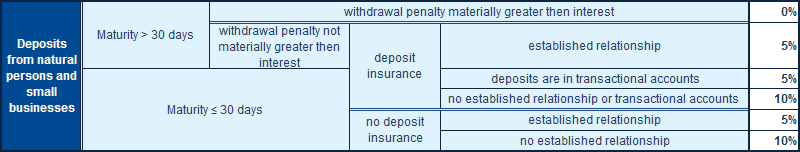 Deposits
from natural
persons and
small
businesses
Maturity > 30 days
withdrawal penalty materially greater then interest
0%
withdrawal penalty not
materially greater then
interest
Maturity ≤ 30 days
deposit
insurance
established relationship
5%
deposits are in transactional accounts
5%
no established relationship or transactional accounts
10%
no deposit
insurance
established relationship
5%
no established relationship
10%